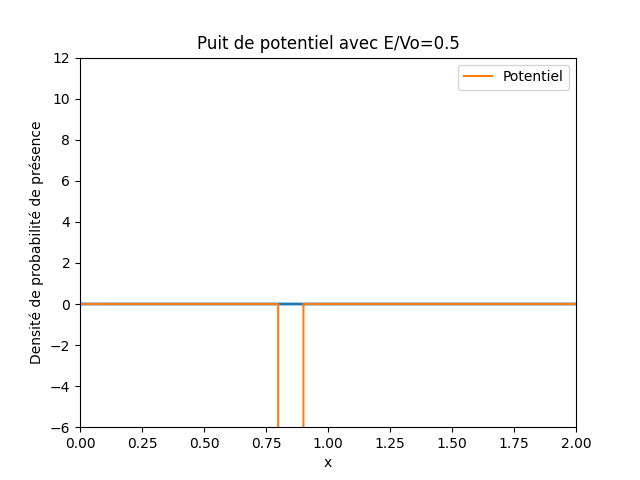 Puit de potentiel avec E/Vo=0.5
Potentiel
Densité de probabilité de présence
12
10
8
6
4
2
0
−2
−4
−6
0.00 0.25 0.50 0.75 1.00 1.25 1.50 1.75 2.00
x